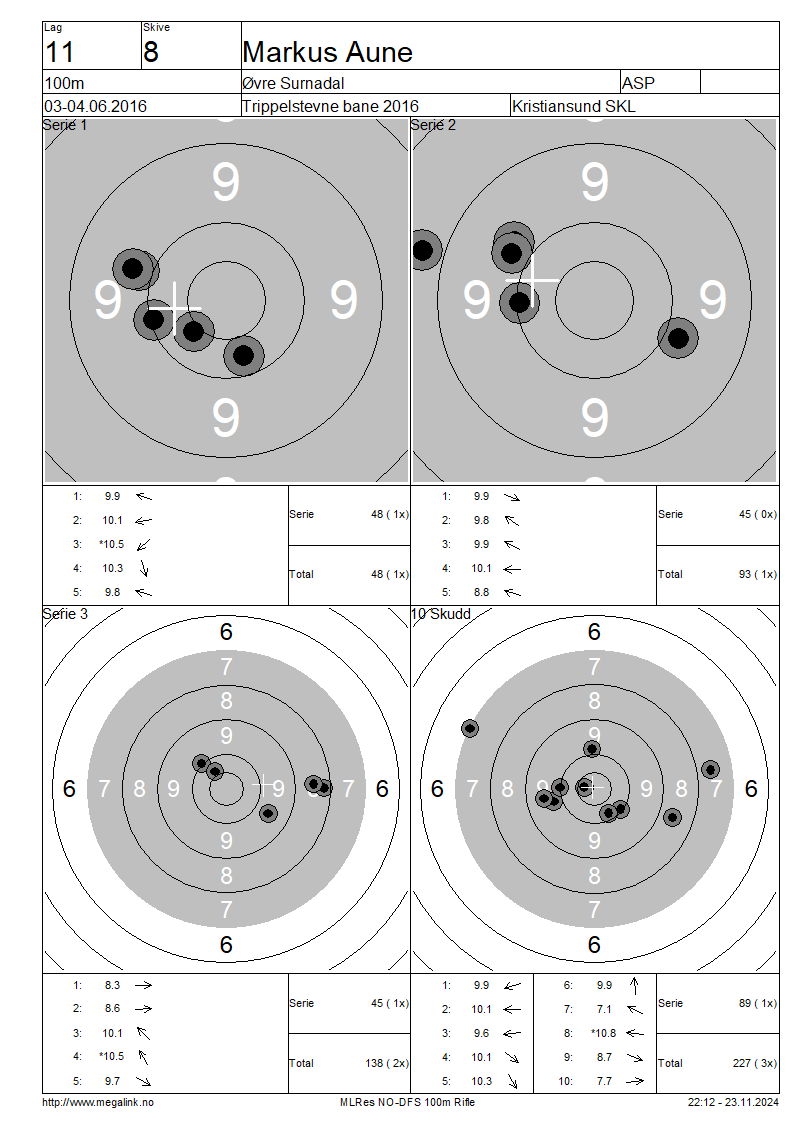 Lag
Skive
11
8
Markus Aune
100m
Øvre Surnadal
ASP
03-04.06.2016
Trippelstevne bane 2016
Kristiansund SKL
Serie 1
9
9 9
9
Serie 2
9
9 9
9
1: 9.9
2: 10.1
3: *10.5
4: 10.3
5: 9.8
Serie 48 ( 1x)
Total 48 ( 1x)
1: 9.9
2: 9.8
3: 9.9
4: 10.1
5: 8.8
Serie 45 ( 0x)
Total 93 ( 1x)
Serie 3
6
7
8
9
6 7 8 9 9 7 6
9
8
7
6
10 Skudd
6
9
6 7 8 9 9 8 7 6
9
8
7
6
1: 8.3
2: 8.6
3: 10.1
4: *10.5
5: 9.7
Serie 45 ( 1x)
Total 138 ( 2x)
1: 9.9
2: 10.1
3: 9.6
4: 10.1
5: 10.3
6: 9.9
7: 7.1
8: *10.8
9: 8.7
10: 7.7
Serie 89 ( 1x)
Total 227 ( 3x)
http://www.megalink.no
MLRes NO-DFS 100m Rifle
22:12 - 23.11.2024